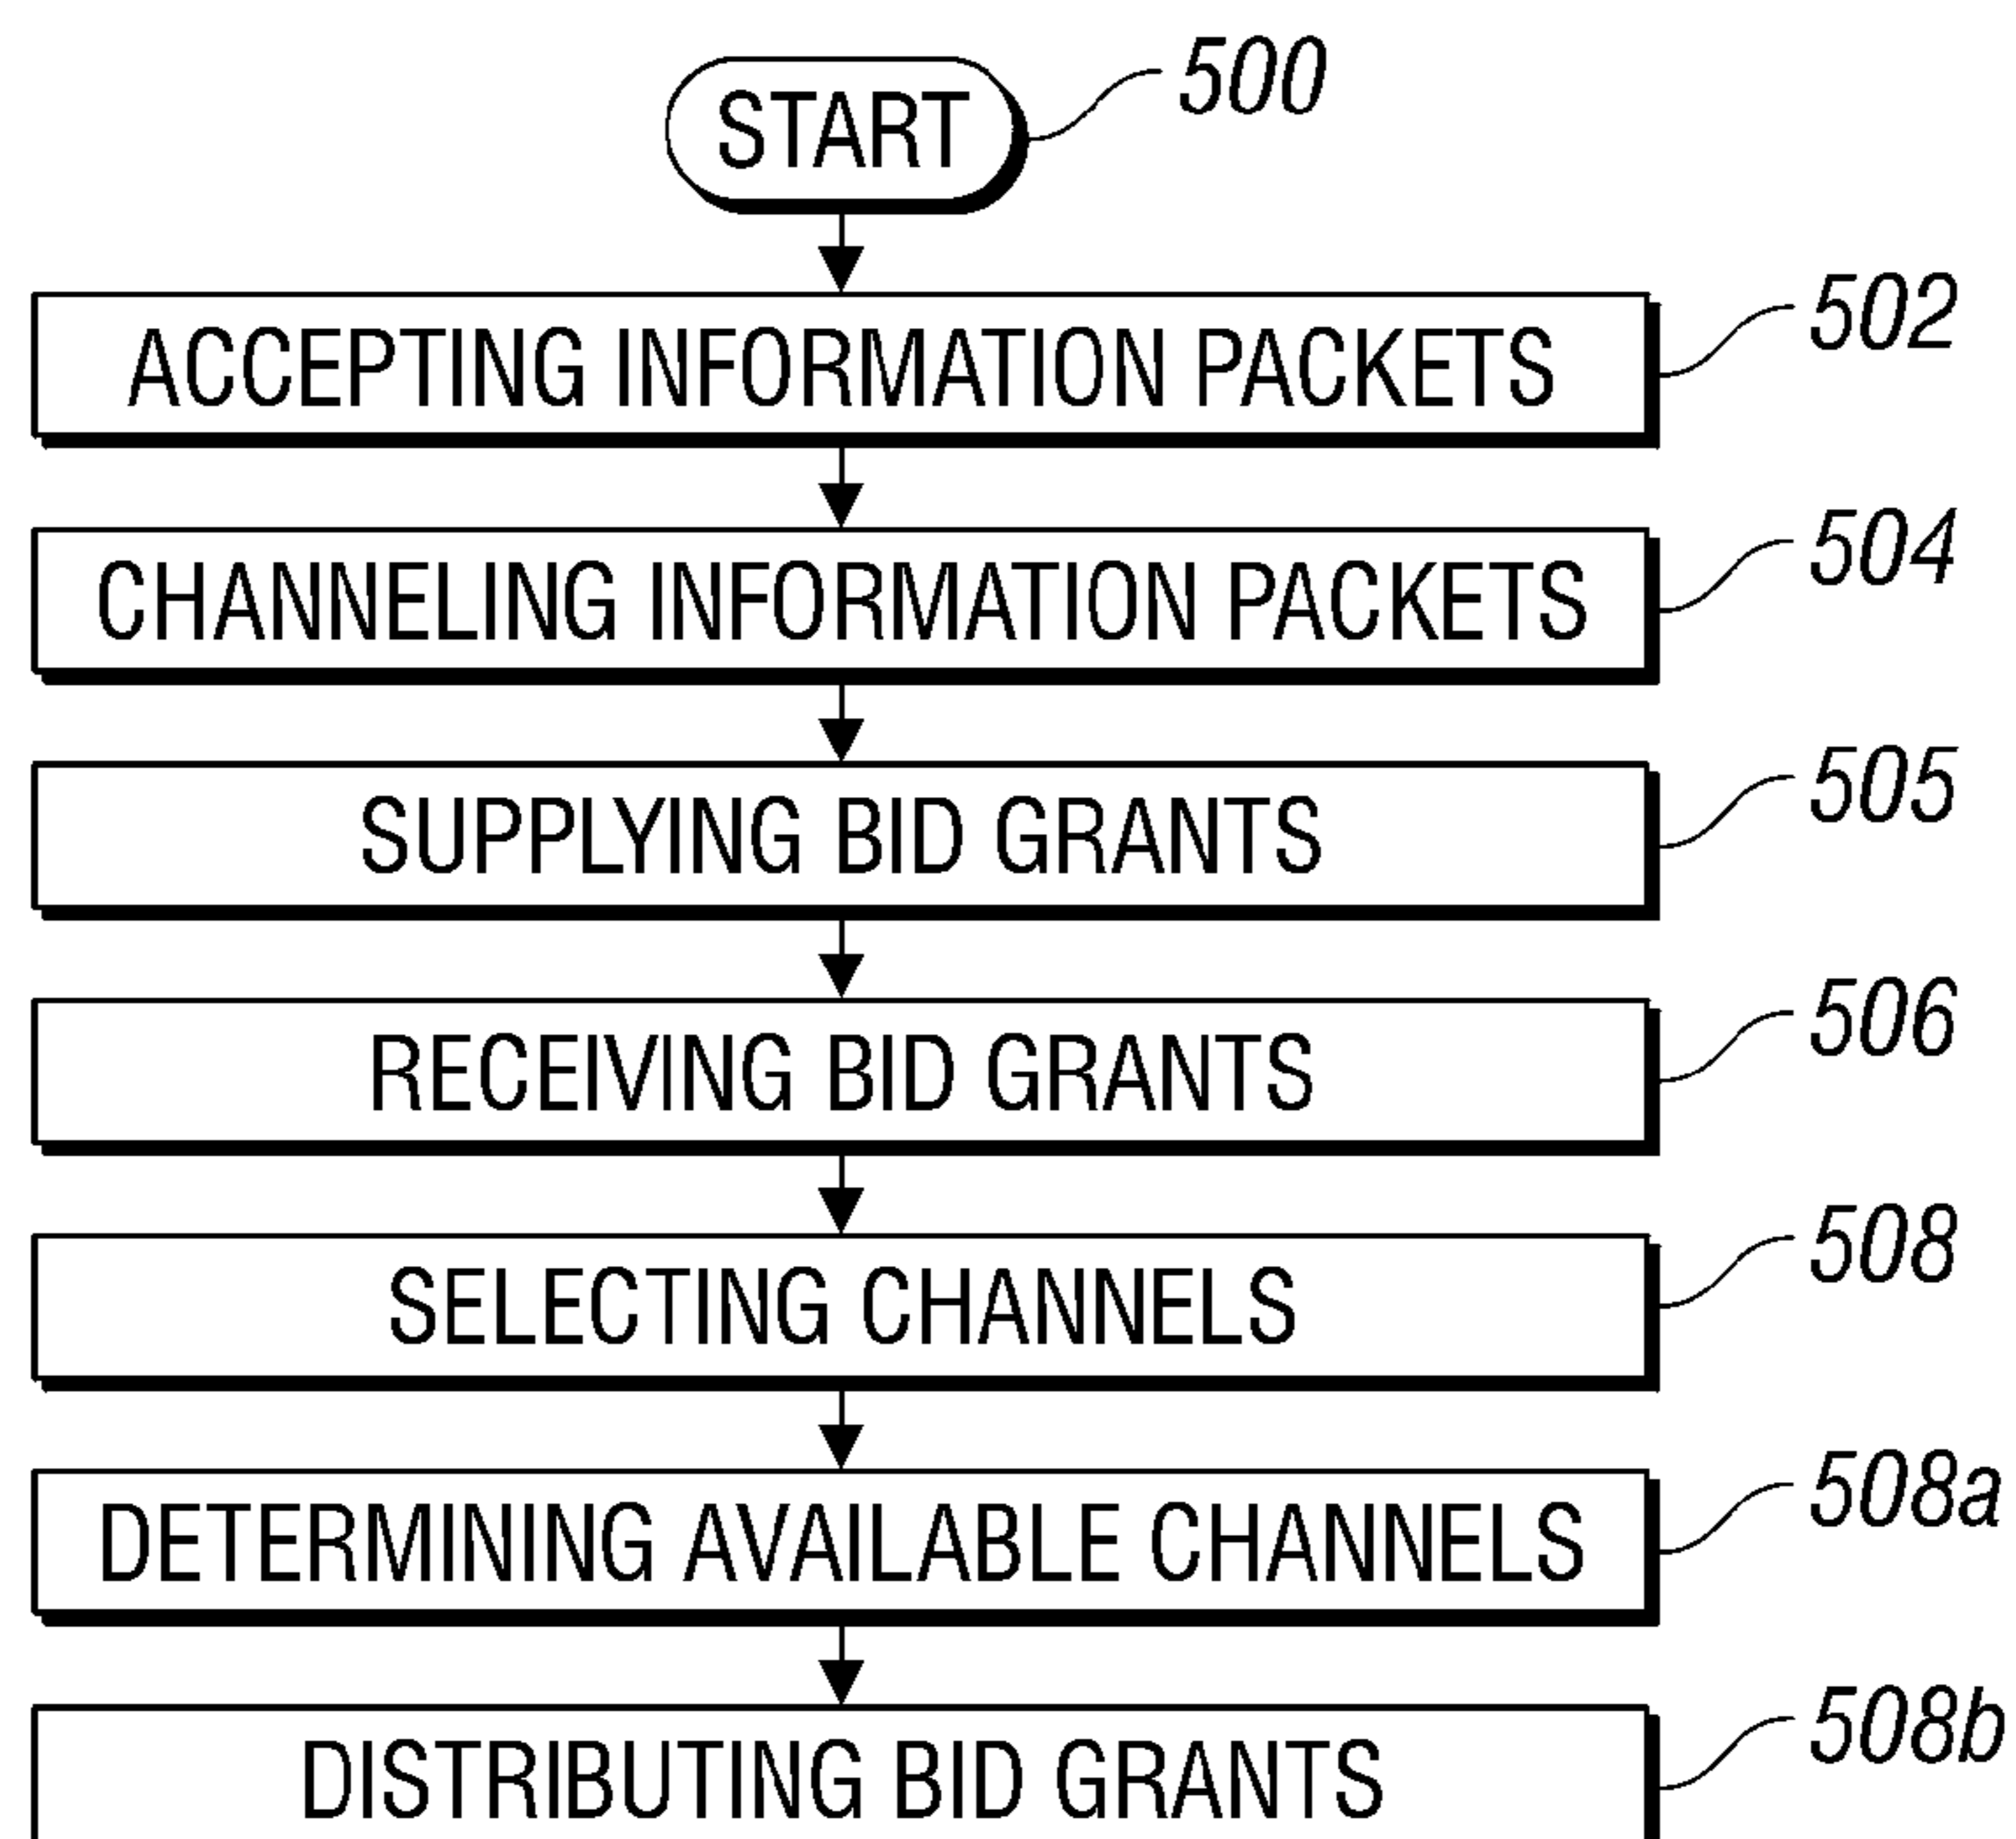 START 500
ACCEPTING INFORMATION PACKETS 502
CHANNELING INFORMATION PACKETS 504
SUPPLYING BID GRANTS 505
RECEIVING BID GRANTS 506
SELECTING CHANNELS 508
DETERMINING AVAILABLE CHANNELS 508a
DISTRIBUTING BID GRANTS 508b